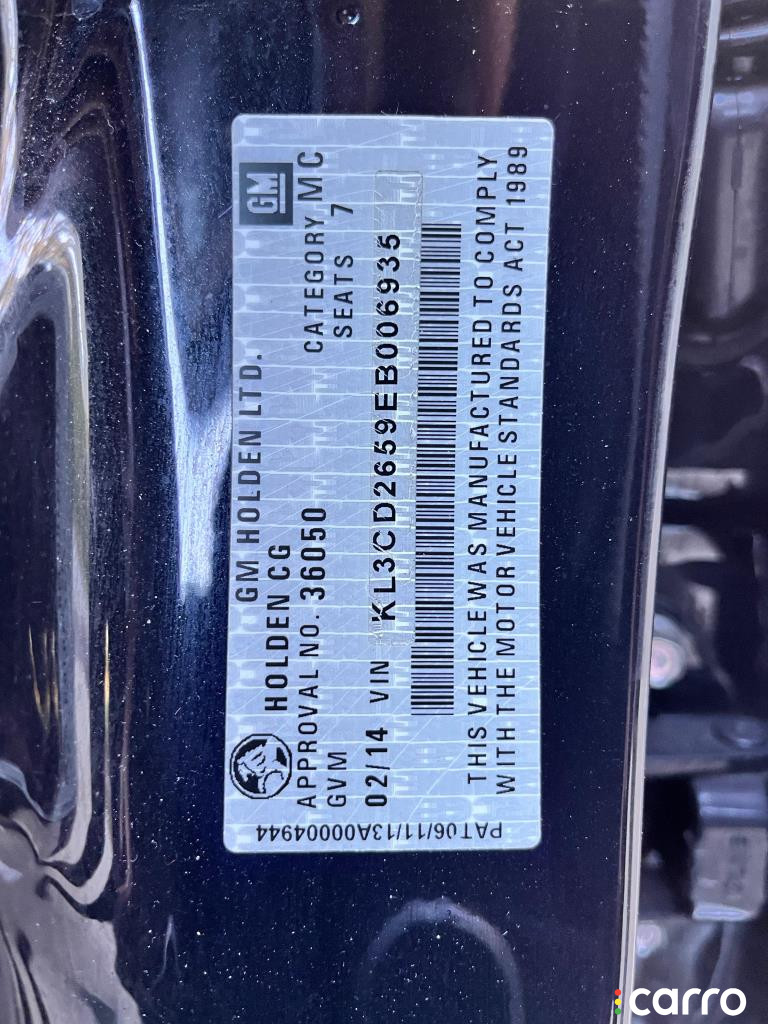 GM HOLDEN LTD.
GM
HOLDEN CG
APPROVAL NO. 36050
CATEGORY MC
GVM
SEATS 7
02/14 VIN KL3CD2659EB006935
THIS VEHICLE WAS MANUFACTURED TO COMPLY
WITH THE MOTOR VEHICLE STANDARDS ACT 1989
PAT06/11/13A00004944
carro